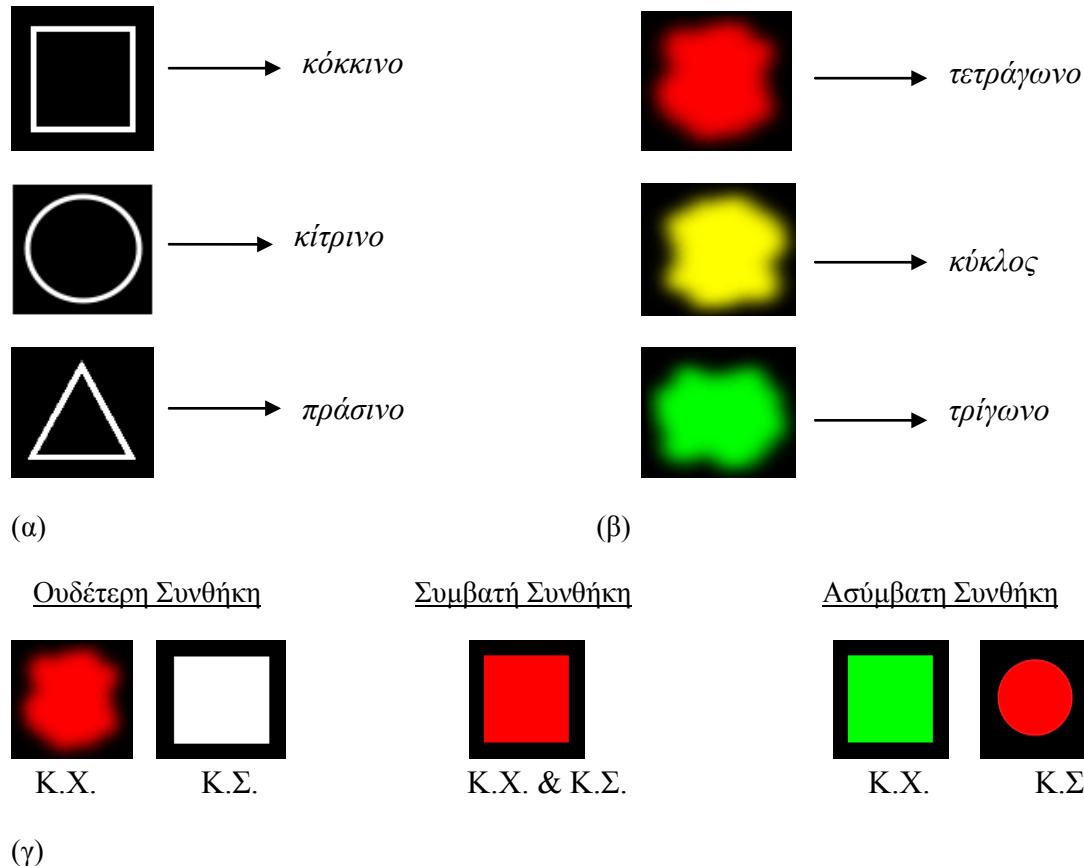 κόκκινο
τετράγωνο
κίτρινο
κύκλος
πράσινο
τρίγωνο
(α)
(β)
Ουδέτερη Συνθήκη
Συμβατή Συνθήκη
Ασύμβατη Συνθήκη
Κ.Χ.
Κ.Σ.
Κ.Χ. & Κ.Σ.
Κ.Χ.
Κ.Σ
(γ)